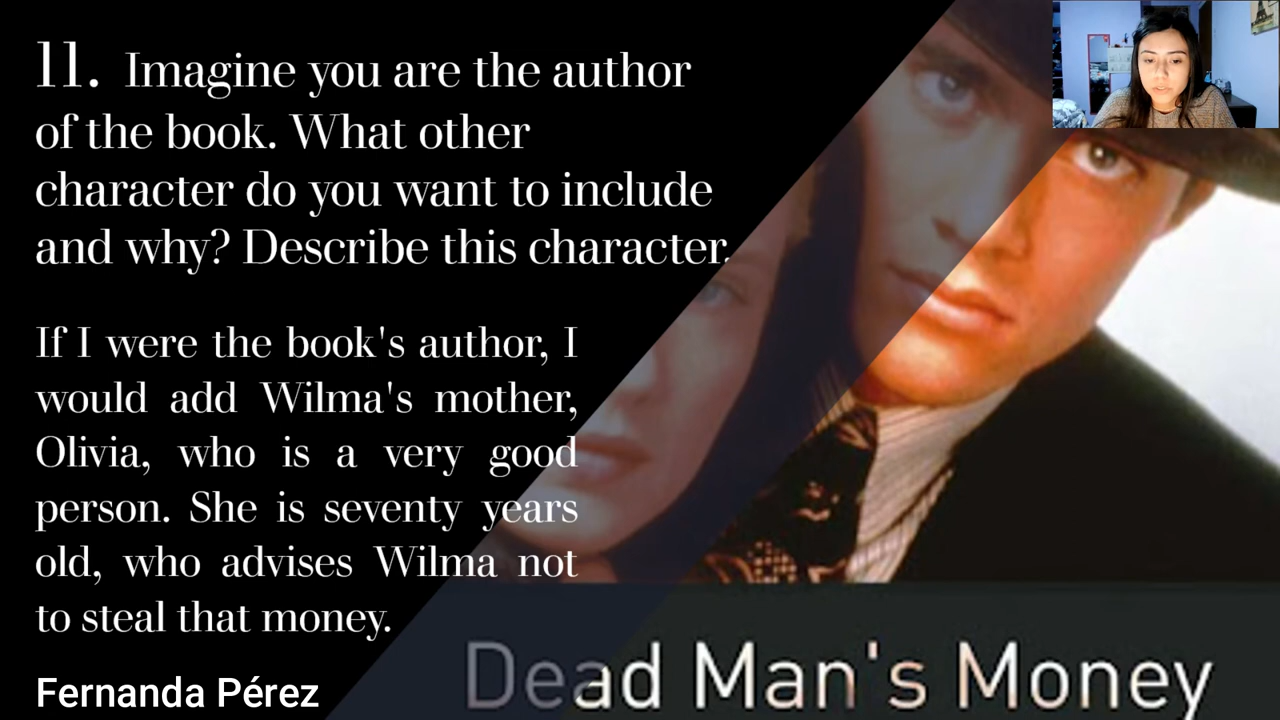 11. Imagine you are the author
of the book. What other
character do you want to include
and why? Describe this character.
If I were the book's author, I
would add Wilma's mother,
Olivia, who is a very good
person. She is seventy years
old, who advises Wilma not
to steal that money.
Fernanda Pérez
Dead Man's Money